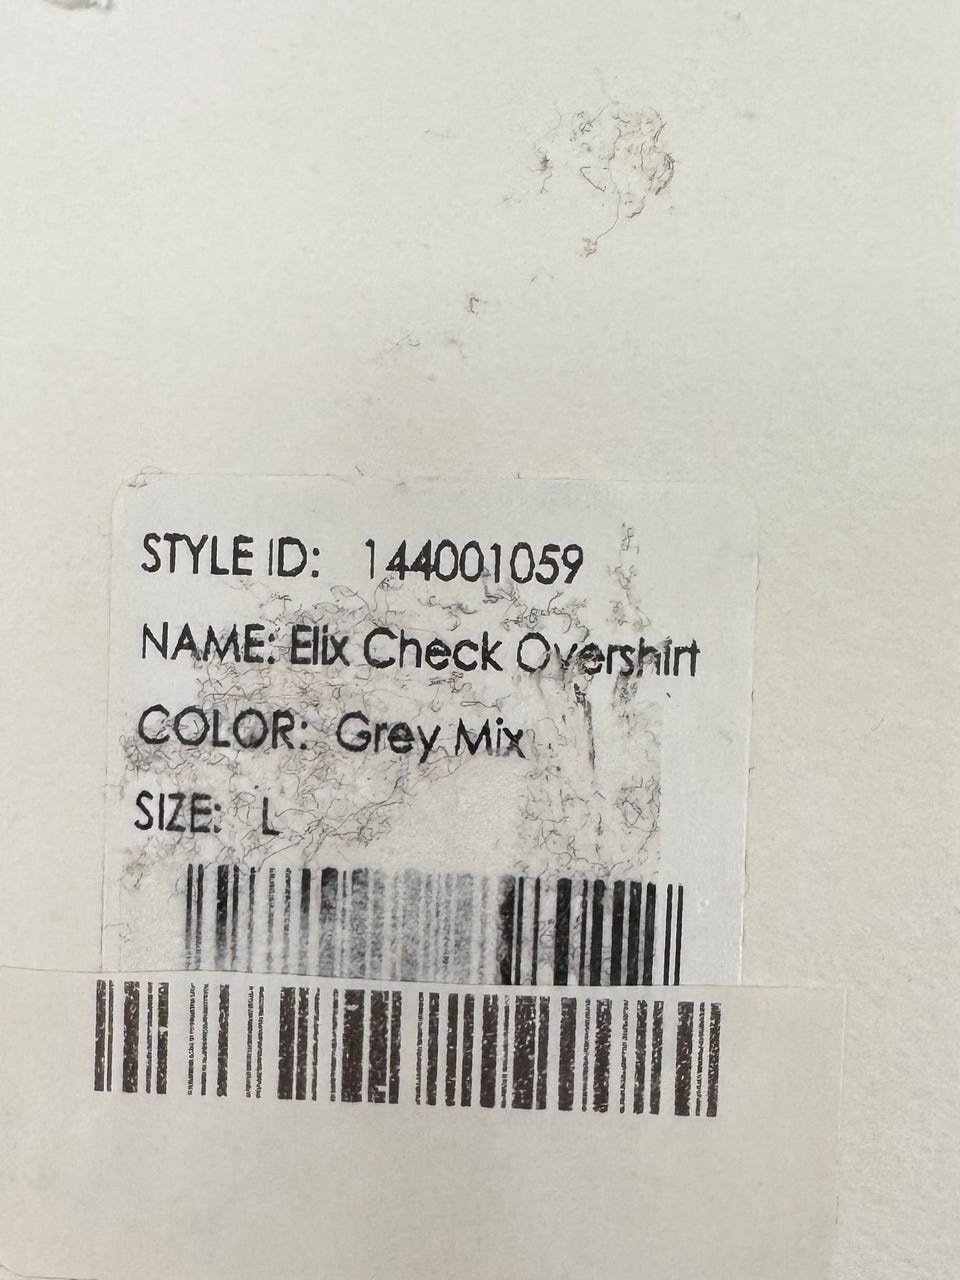 STYLE ID: 144001059
NAME: Elix Check Overshirt
COLOR: Grey Mix
SIZE: L